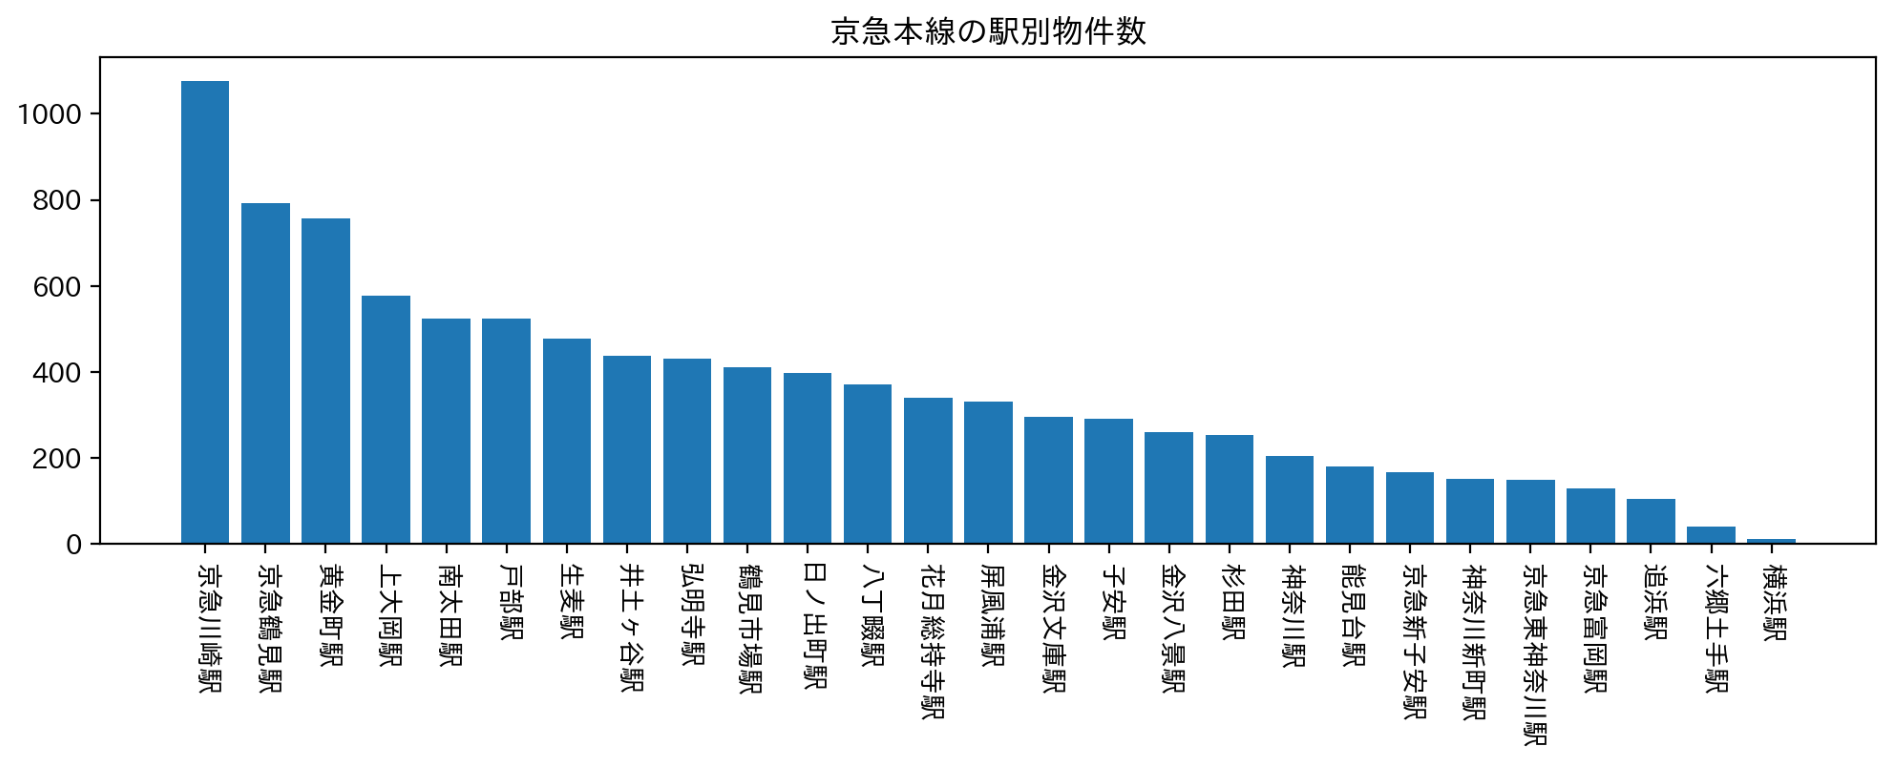 京急本線の駅別物件数
1000
800
600
400
200
0
京急川崎駅
京急鶴見駅
黄金町駅
上大岡駅
南太田駅
戸部駅
生麦駅
井土ヶ谷駅
弘明寺駅
鶴見市場駅
日ノ出町駅
八丁畷駅
花月総持寺駅
屏風浦駅
金沢文庫駅
子安駅
金沢八景駅
杉田駅
神奈川駅
能見台駅
京急新子安駅
神奈川新町駅
京急東神奈川駅
京急富岡駅
追浜駅
六郷土手駅
横浜駅